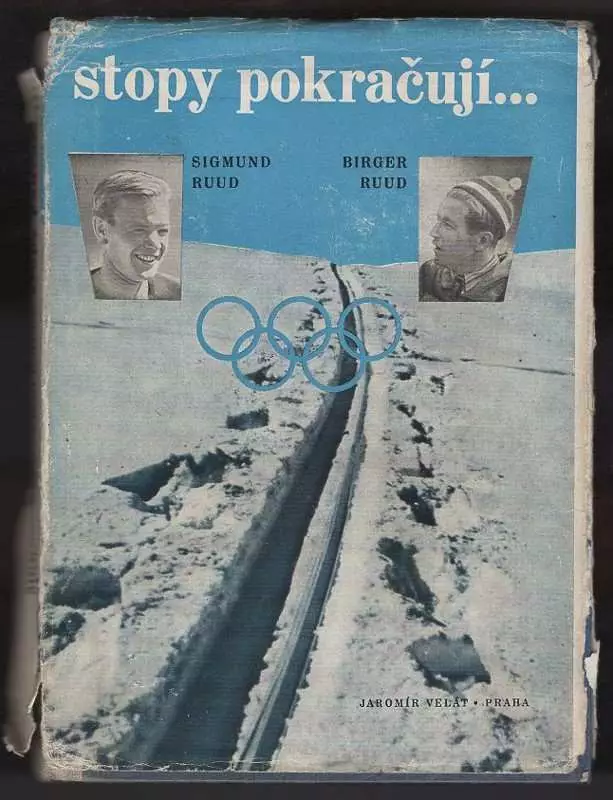 stopy pokračují...
SIGMUND
RUUD
BIRGER
RUUD
JAROMÍR VELÁT • PRAHA